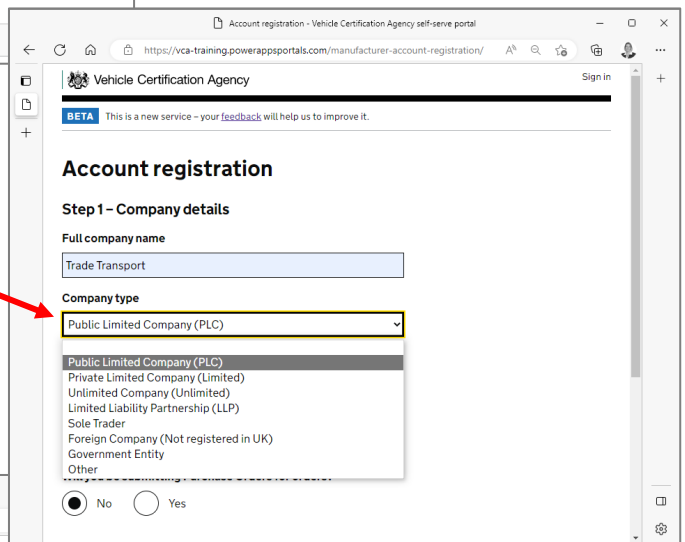 Account registration - Vehicle Certification Agency self-serve portal
https://vca-training.powerappsportals.com/manufacturer-account-registration/
Vehicle Certification Agency
Sign in
BETA This is a new service – your feedback will help us to improve it.
Account registration
Step 1 – Company details
Full company name
Trade Transport
Company type
Public Limited Company (PLC)
Public Limited Company (PLC)
Private Limited Company (Limited)
Unlimited Company (Unlimited)
Limited Liability Partnership (LLP)
Sole Trader
Foreign Company (Not registered in UK)
Government Entity
Other
No Yes